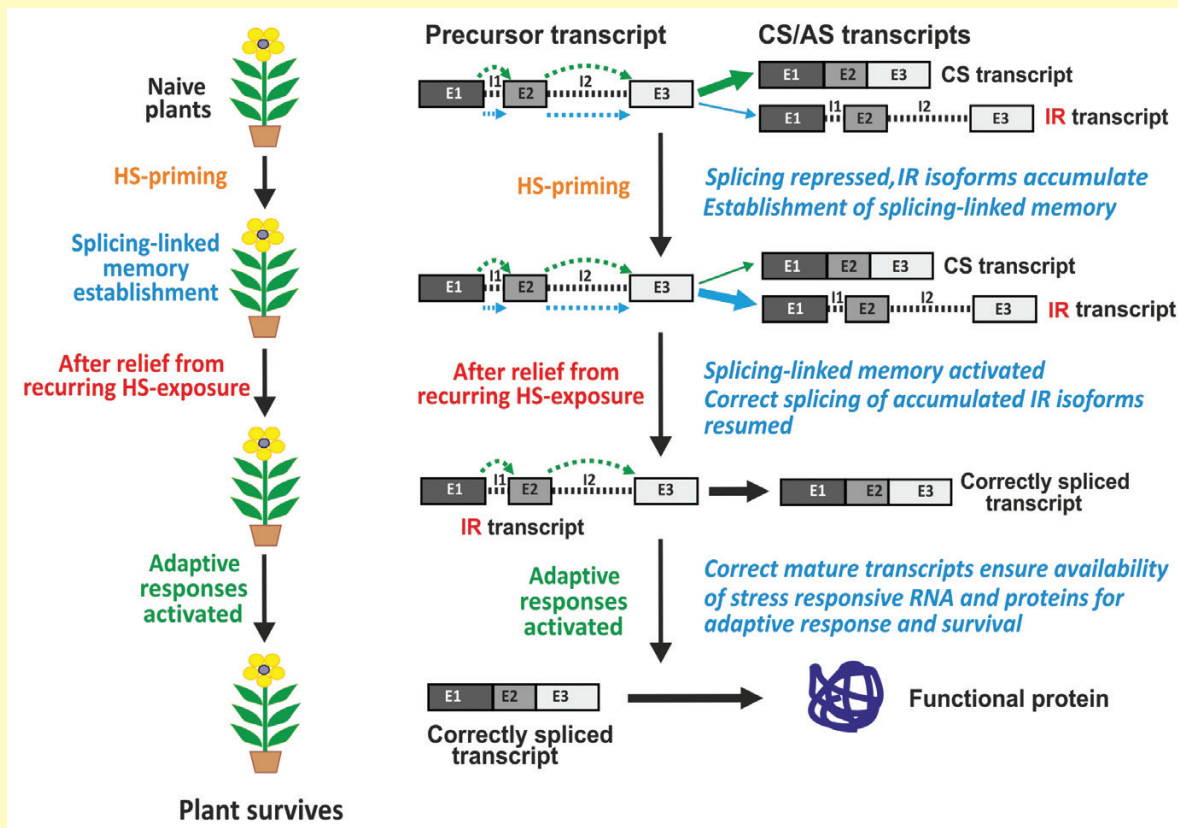 Naive
plants
HS-priming
Splicing-linked
memory
establishment
After relief from
recurring HS-exposure
Adaptive
responses
activated
Plant survives
Precursor transcript
CS/AS transcripts
E1
I1
E2
I2
E3
E1 E2 E3
CS transcript
E1
I1
E2
I2
E3
IR transcript
HS-priming
Splicing repressed,IR isoforms accumulate
Establishment of splicing-linked memory
E1
I1
E2
I2
E3
E1 E2 E3
CS transcript
E1
I1
E2
I2
E3
IR transcript
After relief from
recurring HS-exposure
Splicing-linked memory activated
Correct splicing of accumulated IR isoforms
resumed
E1
I1
E2
I2
E3
IR transcript
E1 E2 E3
Correctly spliced
transcript
Adaptive
responses
activated
Correct mature transcripts ensure availability
of stress responsive RNA and proteins for
adaptive response and survival
E1 E2 E3
Correctly spliced
transcript
Functional protein